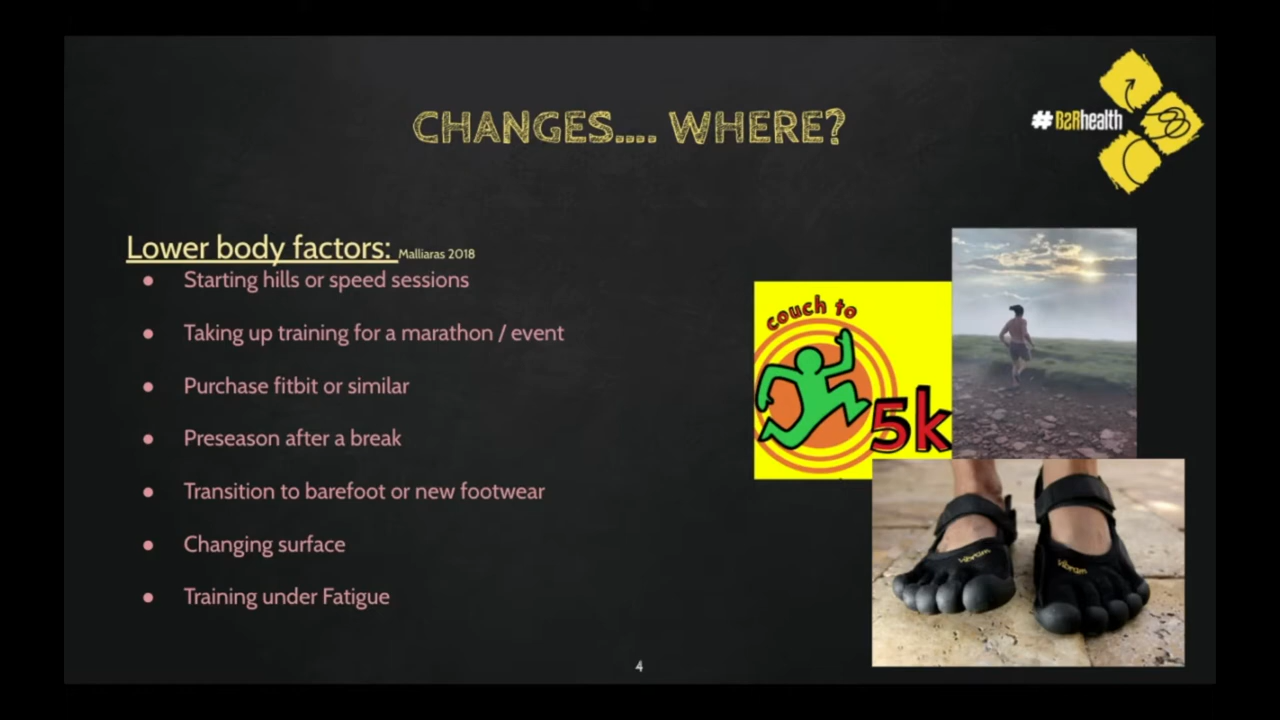 CHANGES.... WHERE?
# B2Rhealth
Lower body factors: Malliaras 2018
● Starting hills or speed sessions
● Taking up training for a marathon / event
● Purchase fitbit or similar
● Preseason after a break
● Transition to barefoot or new footwear
● Changing surface
● Training under Fatigue
couch to
5k
vibram
vibram
4